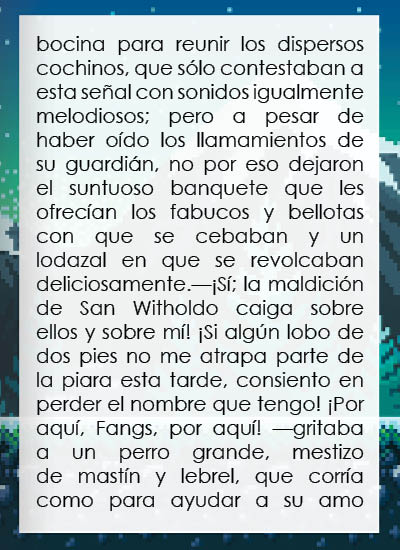 bocina para reunir los dispersos
cochinos, que sólo contestaban a
esta señal con sonidos igualmente
melodiosos; pero a pesar de
haber oído los llamamientos de
su guardián, no por eso dejaron
el suntuoso banquete que les
ofrecían los fabucos y bellotas
con que se cebaban y un
lodazal en que se revolcaban
deliciosamente.—¡Sí; la maldición
de San Witholdo caiga sobre
ellos y sobre mí! ¡Si algún lobo de
dos pies no me atrapa parte de
la piara esta tarde, consiento en
perder el nombre que tengo! ¡Por
aquí, Fangs, por aquí! —gritaba
a un perro grande, mestizo
de mastín y lebrel, que corría
como para ayudar a su amo